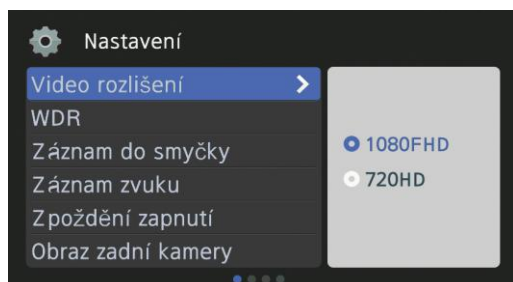 Nastavení
Video rozlišení
WDR
Záznam do smyčky
Záznam zvuku
Zpoždění zapnutí
Obraz zadní kamery
1080FHD
720HD